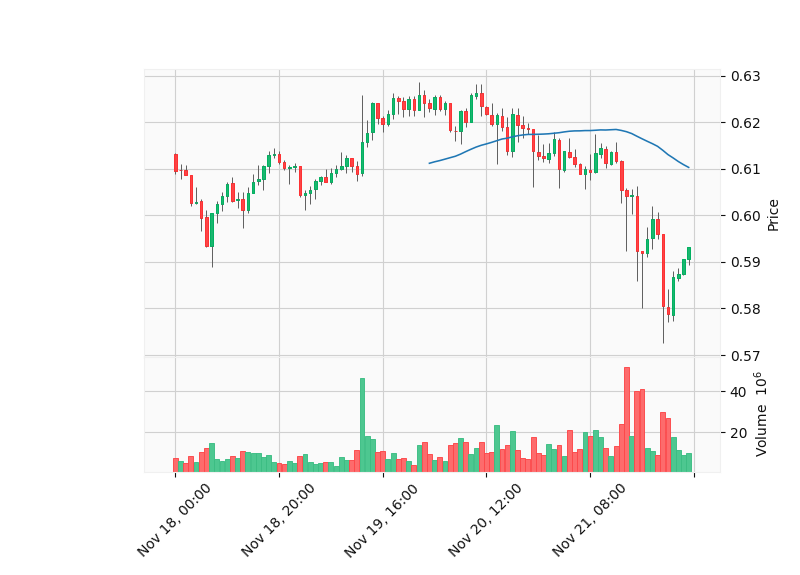 0.63
0.62
0.61
0.60
0.59
0.58
0.57
Price
40
20
Volume 10^6
Nov 18, 00:00
Nov 18, 20:00
Nov 19, 16:00
Nov 20, 12:00
Nov 21, 08:00